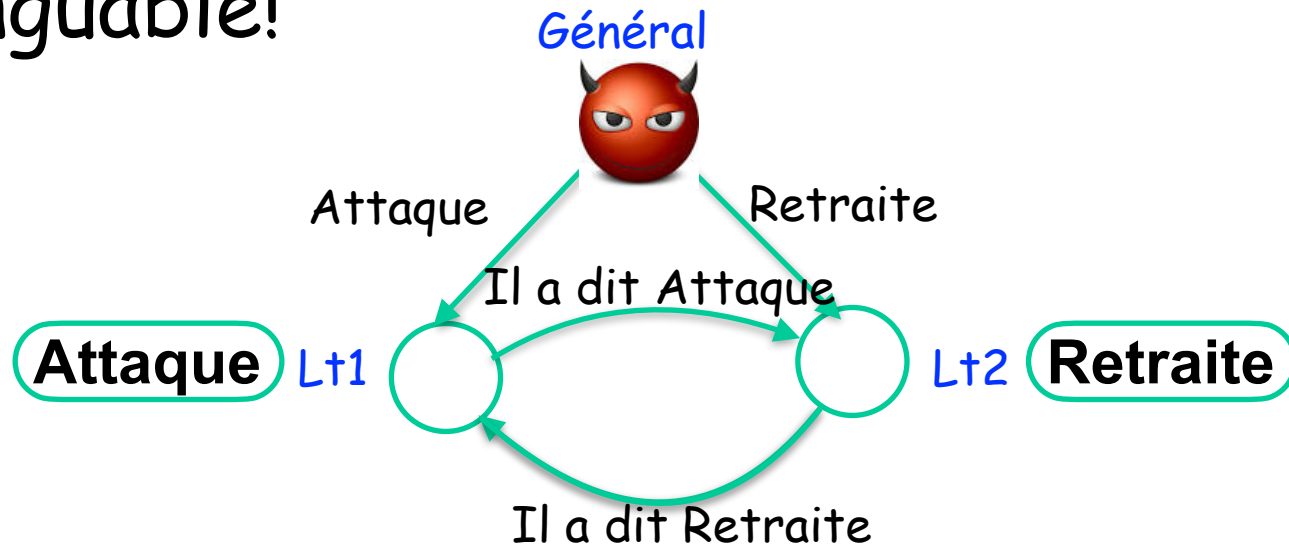 Général
Attaque
Retraite
Il a dit Attaque
Attaque
Lt1
Lt2
Retraite
Il a dit Retraite